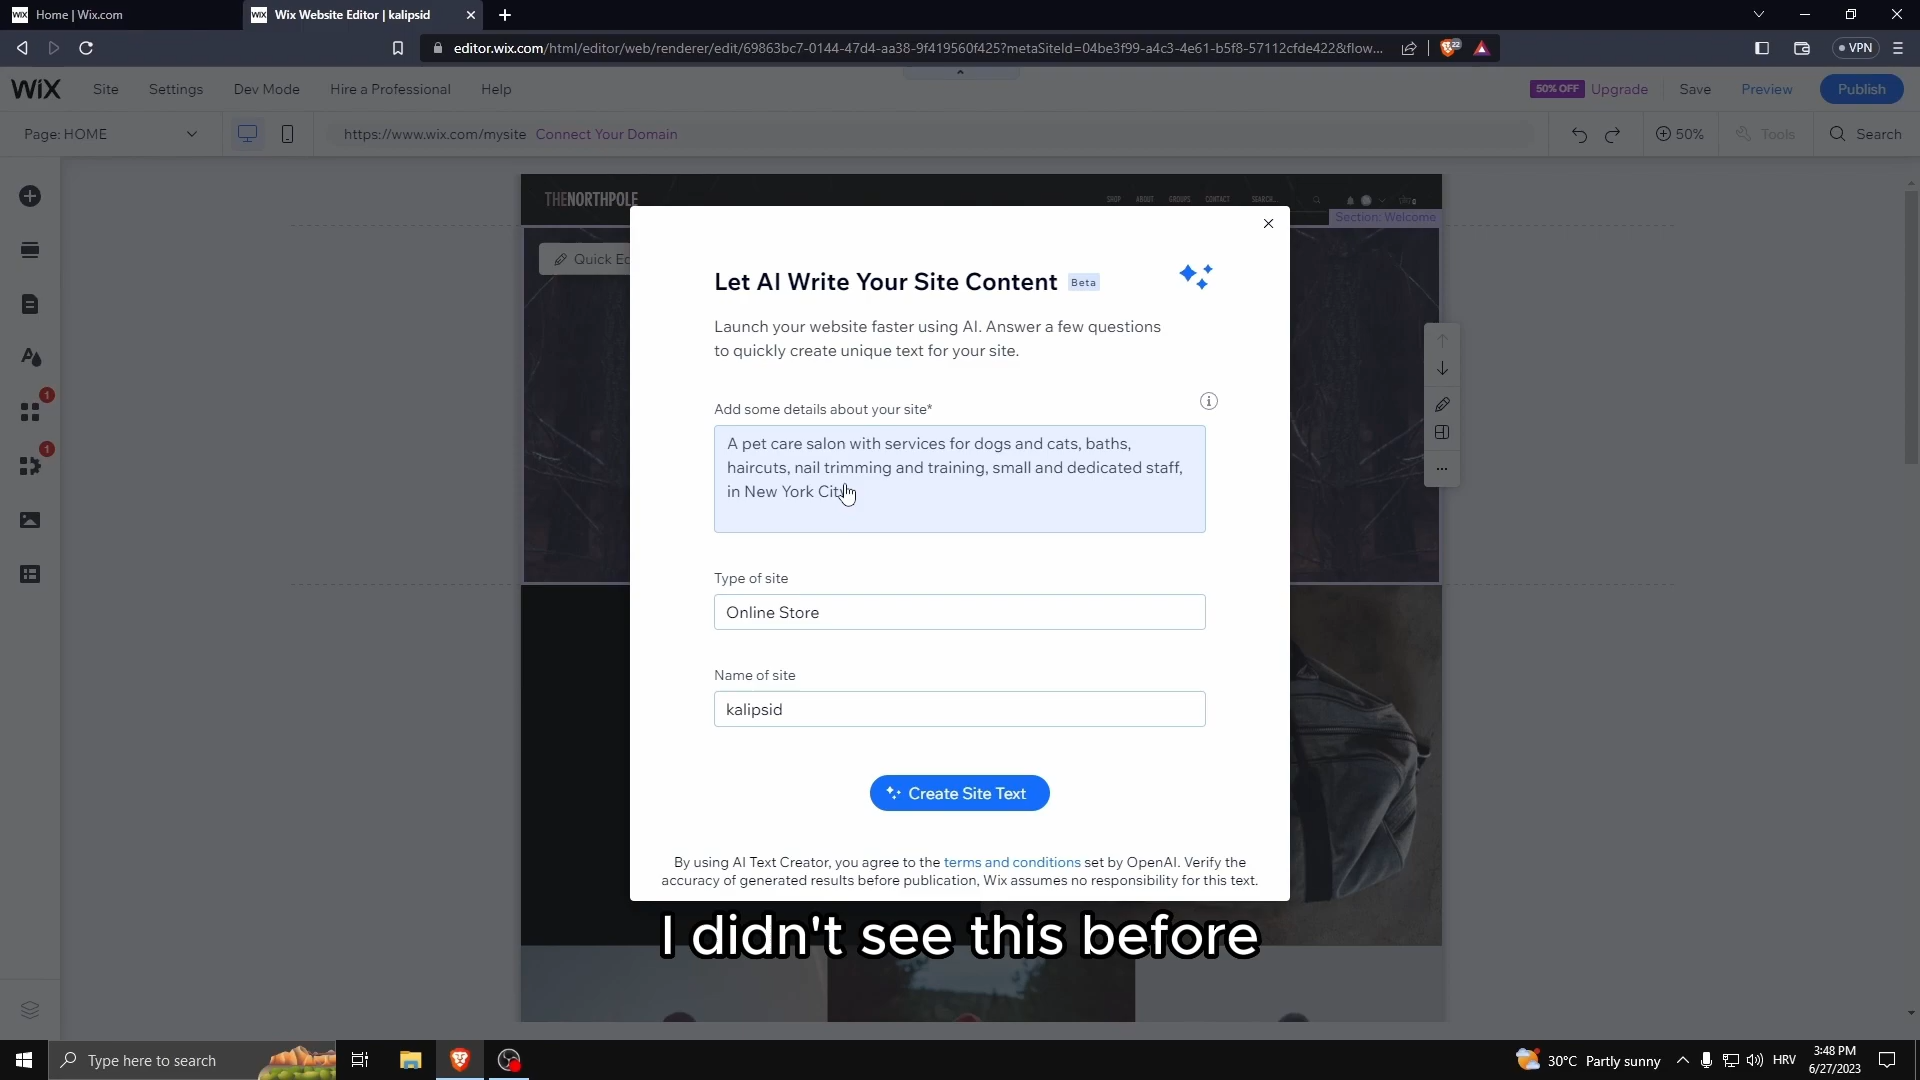 Home | Wix.com
Wix Website Editor | kalipsid
editor.wix.com/html/editor/web/renderer/edit/69863bc7-0144-47d4-aa38-9f419560f425?metaSiteId=04be3f99-a4c3-4e61-b5f8-57112cfde422&flow...
22
VPN
WiX
Site
Settings
Dev Mode
Hire a Professional
Help
50% OFF
Upgrade
Save
Preview
Publish
Page: HOME
https://www.wix.com/mysite
Connect Your Domain
50%
Tools
Search
THENORTHPOLE
SHOP
ABOUT
GROUPS
CONTACT
SEARCH...
Section: Welcome
Quick Ed
1
1
Let AI Write Your Site Content
Beta
Launch your website faster using AI. Answer a few questions
to quickly create unique text for your site.
Add some details about your site*
A pet care salon with services for dogs and cats, baths,
haircuts, nail trimming and training, small and dedicated staff,
in New York City
Type of site
Online Store
Name of site
kalipsid
Create Site Text
By using AI Text Creator, you agree to the terms and conditions set by OpenAI. Verify the
accuracy of generated results before publication, Wix assumes no responsibility for this text.
I didn't see this before
Type here to search
30°C Partly sunny
HRV
3:48 PM
6/27/2023